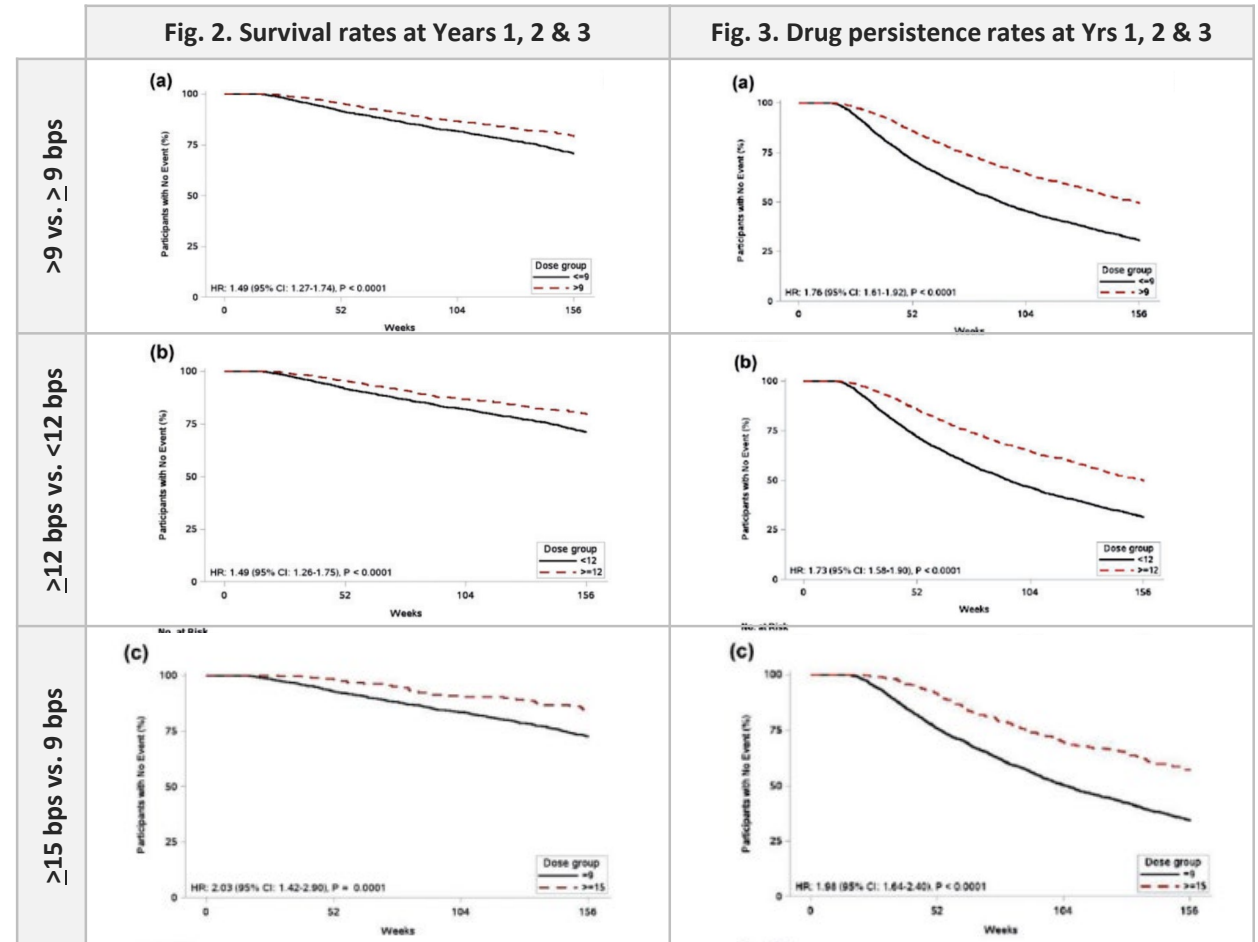 Fig. 2. Survival rates at Years 1, 2 & 3
Fig. 3. Drug persistence rates at Yrs 1, 2 & 3
>9 vs. ≥ 9 bps
(a)
Participants with No Event (%)
100
75
50
25
0
HR: 1.49 (95% CI: 1.27-1.74), P < 0.0001
Dose group
<=9
>9
0 52 104 156
Weeks
(a)
Participants with No Event (%)
100
75
50
25
0
HR: 1.76 (95% CI: 1.61-1.92), P < 0.0001
Dose group
<=9
>9
0 52 104 156
Weeks
≥12 bps vs. <12 bps
(b)
Participants with No Event (%)
100
75
50
25
0
HR: 1.49 (95% CI: 1.26-1.75), P < 0.0001
Dose group
<12
>=12
0 52 104 156
Weeks
No. at Risk
(b)
Participants with No Event (%)
100
75
50
25
0
HR: 1.73 (95% CI: 1.58-1.90), P < 0.0001
Dose group
<12
>=12
0 52 104 156
Weeks
No. at Risk
≥15 bps vs. 9 bps
(c)
Participants with No Event (%)
100
75
50
25
0
HR: 2.03 (95% CI: 1.42-2.90), P = 0.0001
Dose group
=9
>=15
0 52 104 156
Weeks
(c)
Participants with No Event (%)
100
75
50
25
0
HR: 1.98 (95% CI: 1.64-2.40), P < 0.0001
Dose group
=9
>=15
0 52 104 156
Weeks